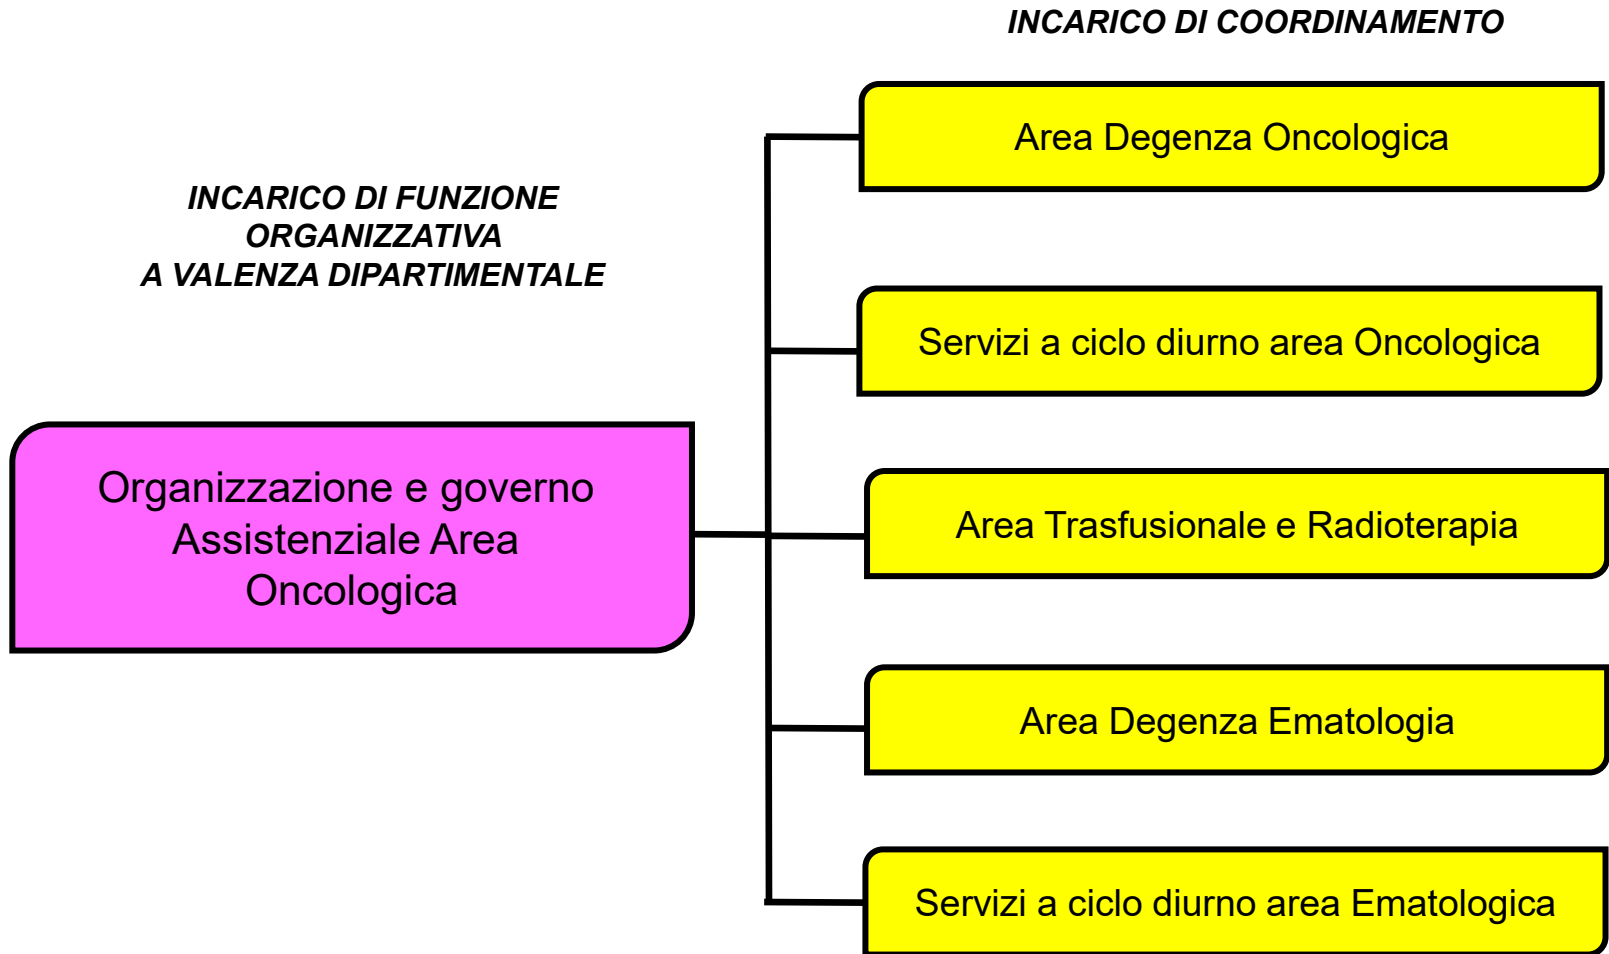 INCARICO DI COORDINAMENTO
Area Degenza Oncologica
INCARICO DI FUNZIONE
ORGANIZZATIVA
A VALENZA DIPARTIMENTALE
Servizi a ciclo diurno area Oncologica
Organizzazione e governo
Assistenziale Area
Oncologica
Area Trasfusionale e Radioterapia
Area Degenza Ematologia
Servizi a ciclo diurno area Ematologica